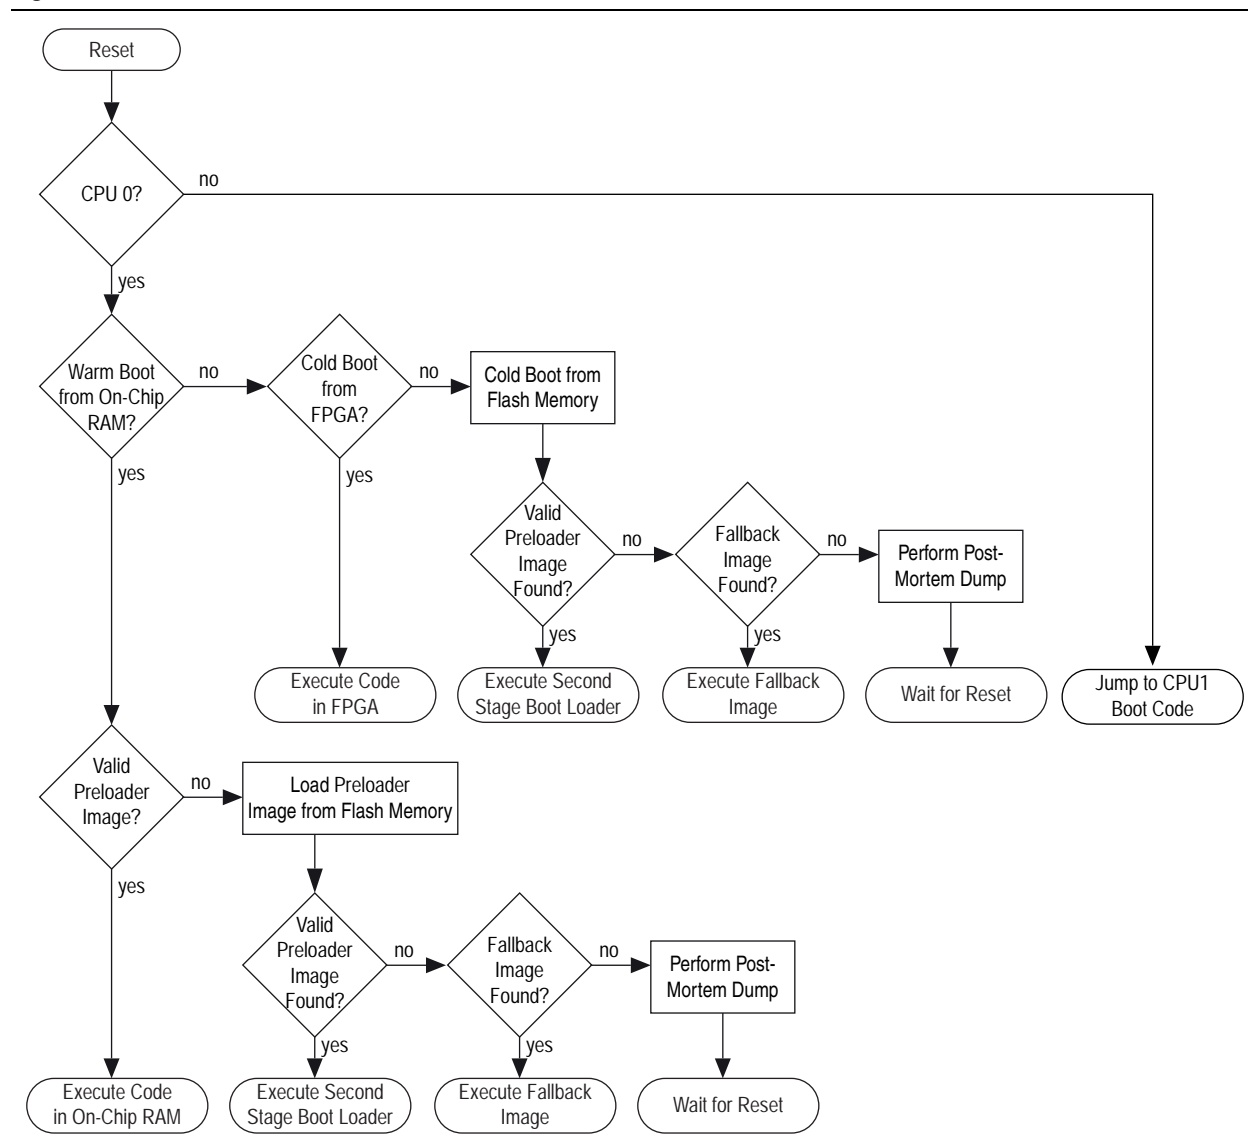 Reset
CPU 0?
no
yes
Warm Boot
from On-Chip
RAM?
no
yes
Cold Boot
from
FPGA?
no
yes
Cold Boot from
Flash Memory
Valid
Preloader
Image
Found?
no
yes
Fallback
Image
Found?
no
yes
Perform Post-
Mortem Dump
Execute Code
in FPGA
Execute Second
Stage Boot Loader
Execute Fallback
Image
Wait for Reset
Jump to CPU1
Boot Code
Valid
Preloader
Image?
no
yes
Load Preloader
Image from Flash Memory
Valid
Preloader
Image
Found?
no
yes
Fallback
Image
Found?
no
yes
Perform Post-
Mortem Dump
Execute Code
in On-Chip RAM
Execute Second
Stage Boot Loader
Execute Fallback
Image
Wait for Reset